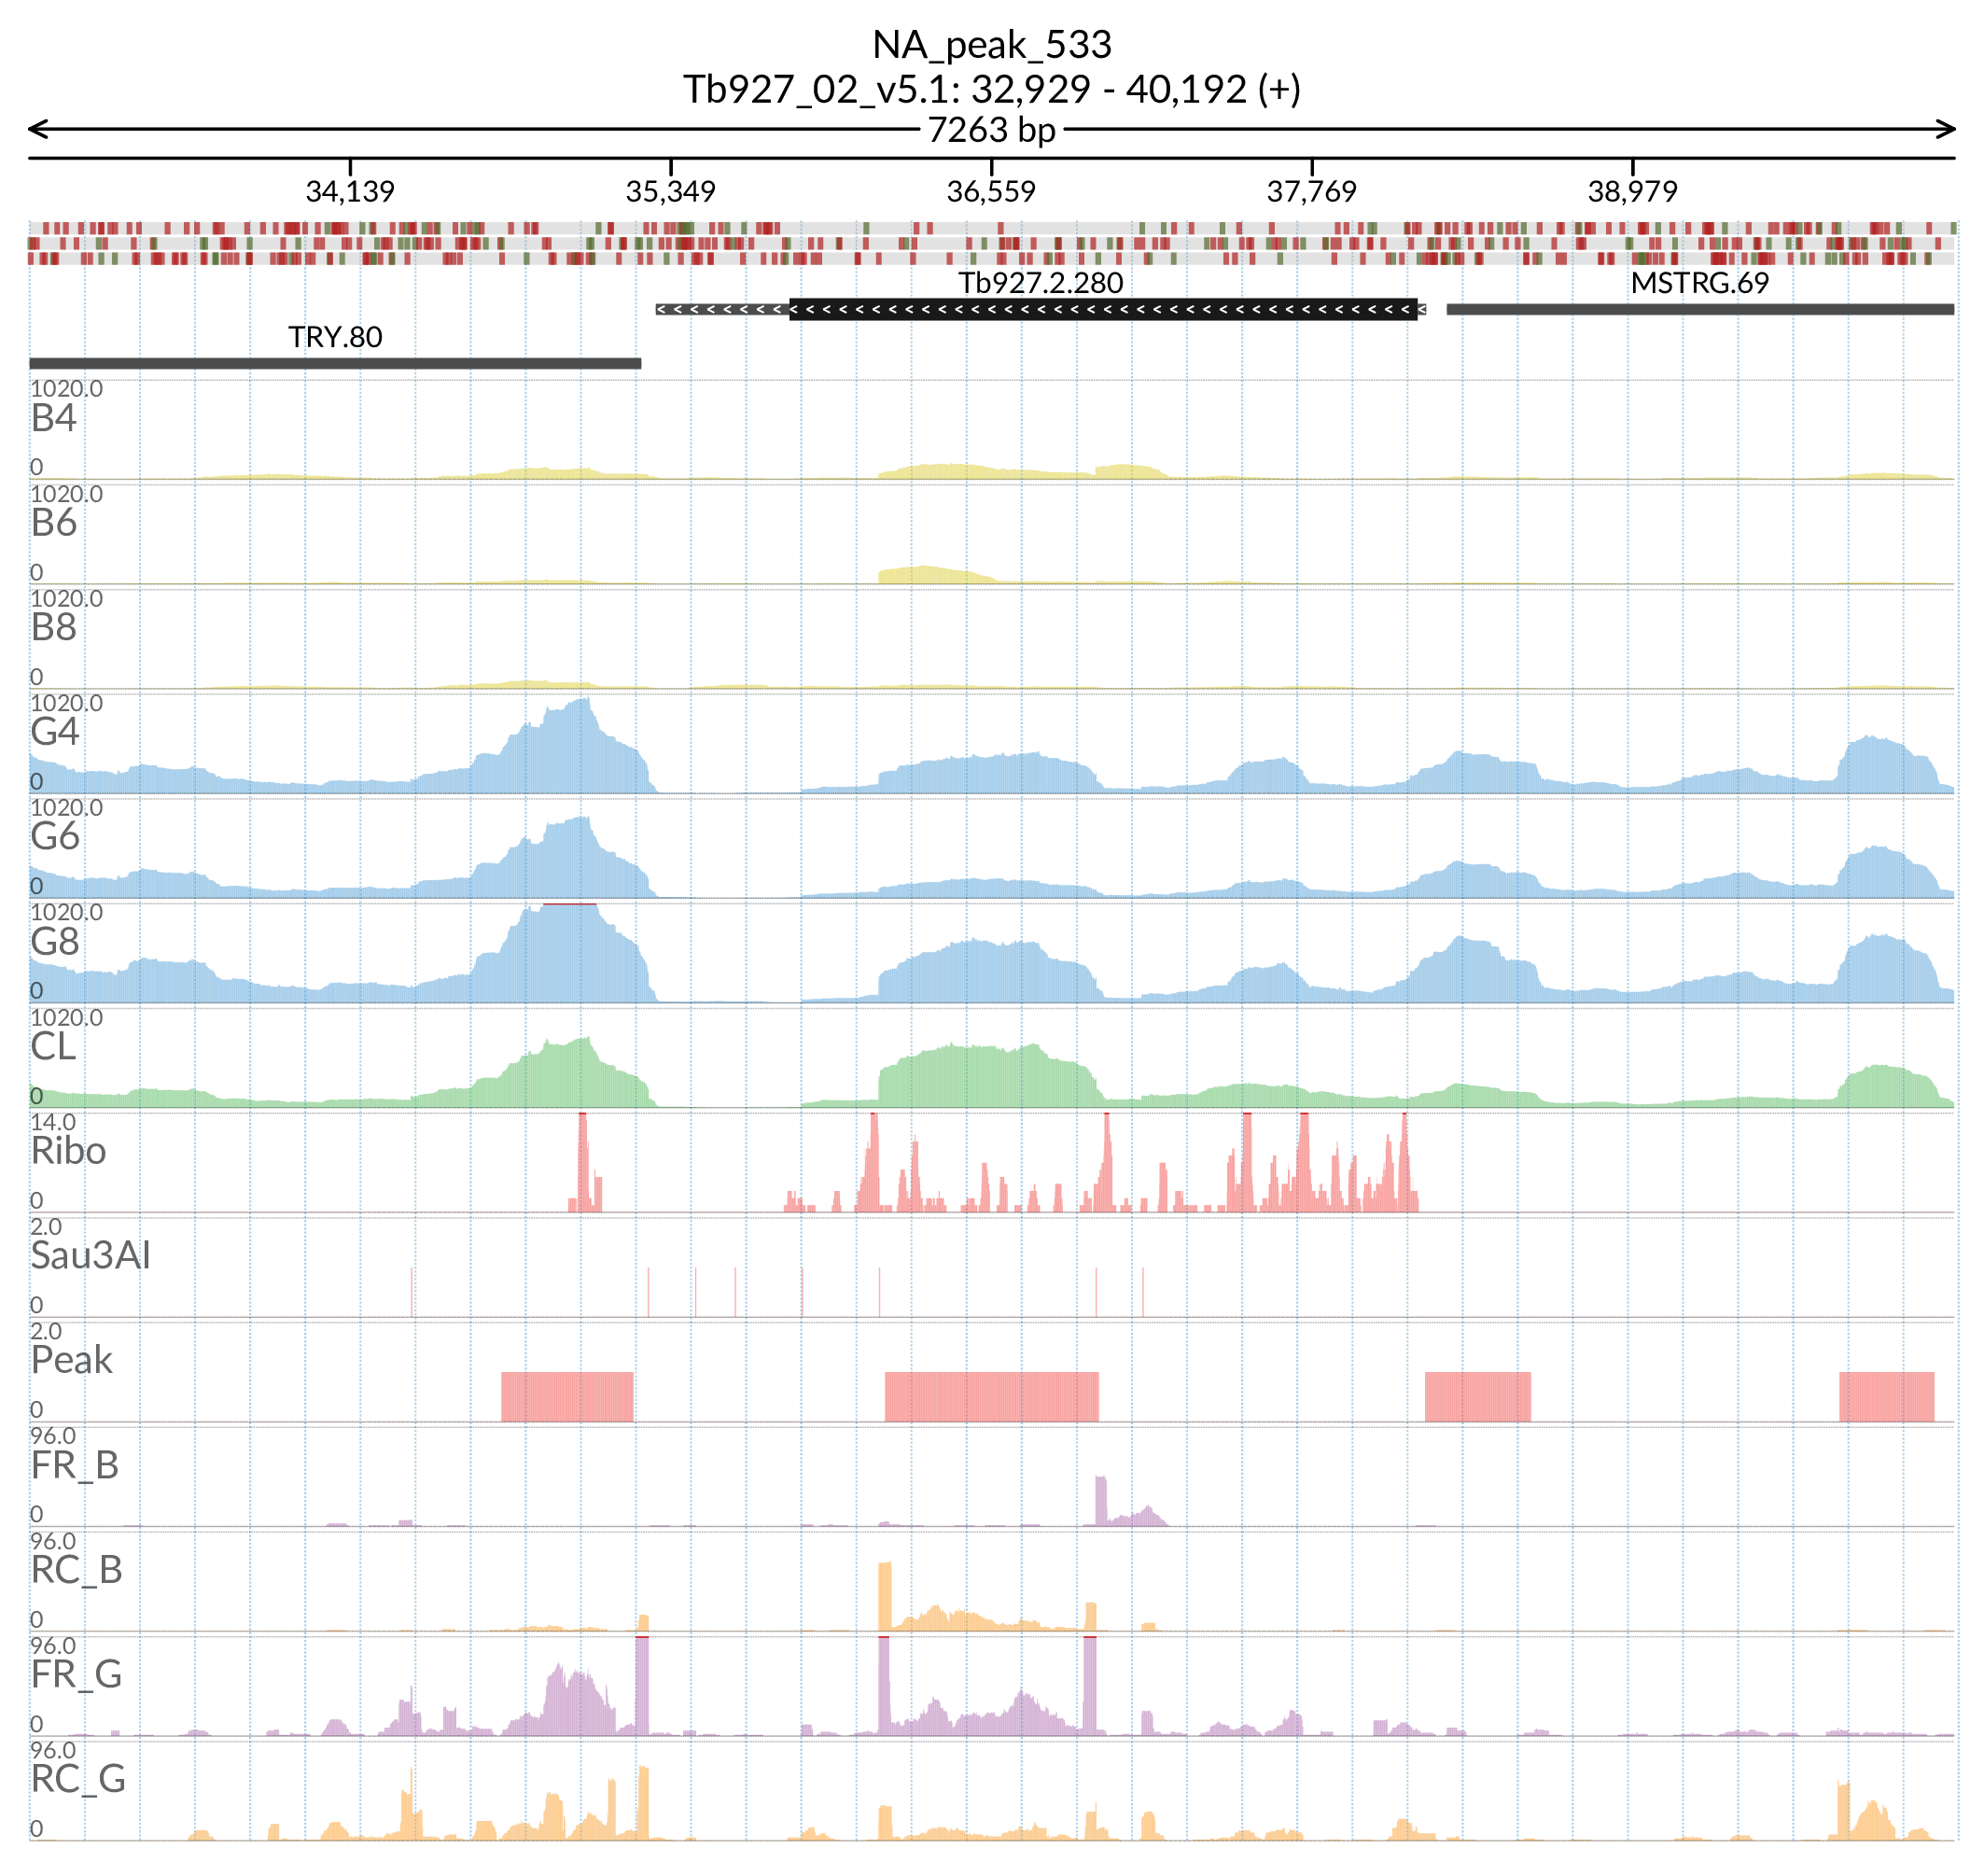 NA_peak_533
Tb927_02_v5.1: 32,929 - 40,192 (+)
7263 bp
34,139 35,349 36,559 37,769 38,979
Tb927.2.280 MSTRG.69
TRY.80
1020.0
B4
0
1020.0
B6
0
1020.0
B8
0
1020.0
G4
0
1020.0
G6
0
1020.0
G8
0
1020.0
CL
0
14.0
Ribo
0
2.0
Sau3AI
0
2.0
Peak
0
96.0
FR_B
0
96.0
RC_B
0
96.0
FR_G
0
96.0
RC_G
0